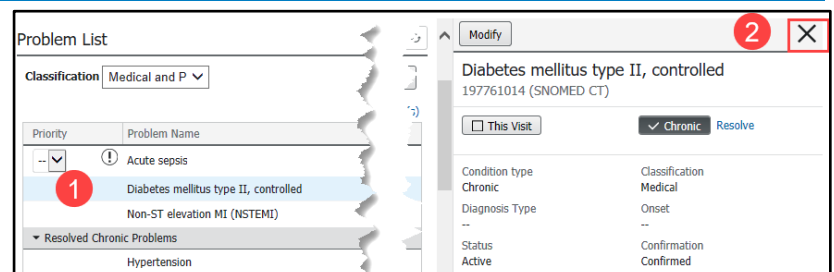 Problem List
Classification Medical and P
Priority Problem Name
-- Acute sepsis
1
Diabetes mellitus type II, controlled
Non-ST elevation MI (NSTEMI)
Resolved Chronic Problems
Hypertension
Modify
2
Diabetes mellitus type II, controlled
197761014 (SNOMED CT)
This Visit Chronic Resolve
Condition type Classification
Chronic Medical
Diagnosis Type Onset
-- --
Status Confirmation
Active Confirmed